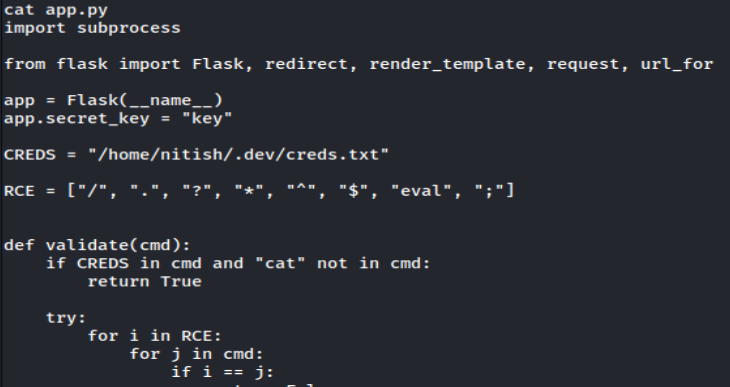 cat app.py
import subprocess
from flask import Flask, redirect, render_template, request, url_for
app = Flask(__name__)
app.secret_key = "key"
CREDS = "/home/nitish/.dev/creds.txt"
RCE = ["/", ".", "?", "*", "^", "$", "eval", ";"]
def validate(cmd):
    if CREDS in cmd and "cat" not in cmd:
        return True
    try:
        for i in RCE:
            for j in cmd:
                if i == j: